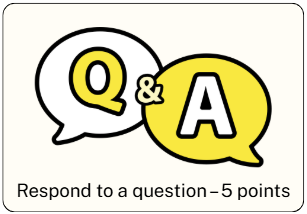 Q & A
Respond to a question – 5 points